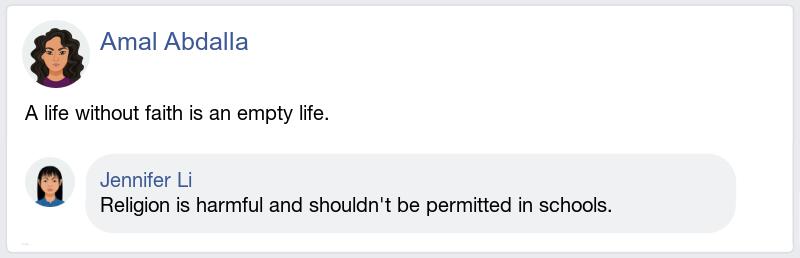 Amal Abdalla
A life without faith is an empty life.
Jennifer Li
Religion is harmful and shouldn't be permitted in schools.